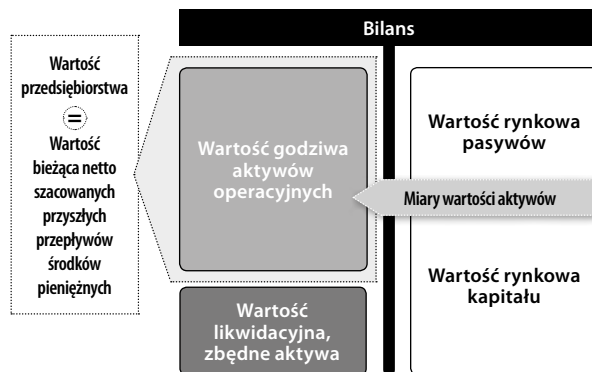 Bilans
Wartość
przedsiębiorstwa
=
Wartość
bieżąca netto
szacowanych
przyszłych
przepływów
środków
pieniężnych
Wartość godziwa
aktywów
operacyjnych
Wartość
likwidacyjna,
zbędne aktywa
Wartość rynkowa
pasywów
Miary wartości aktywów
Wartość rynkowa
kapitału